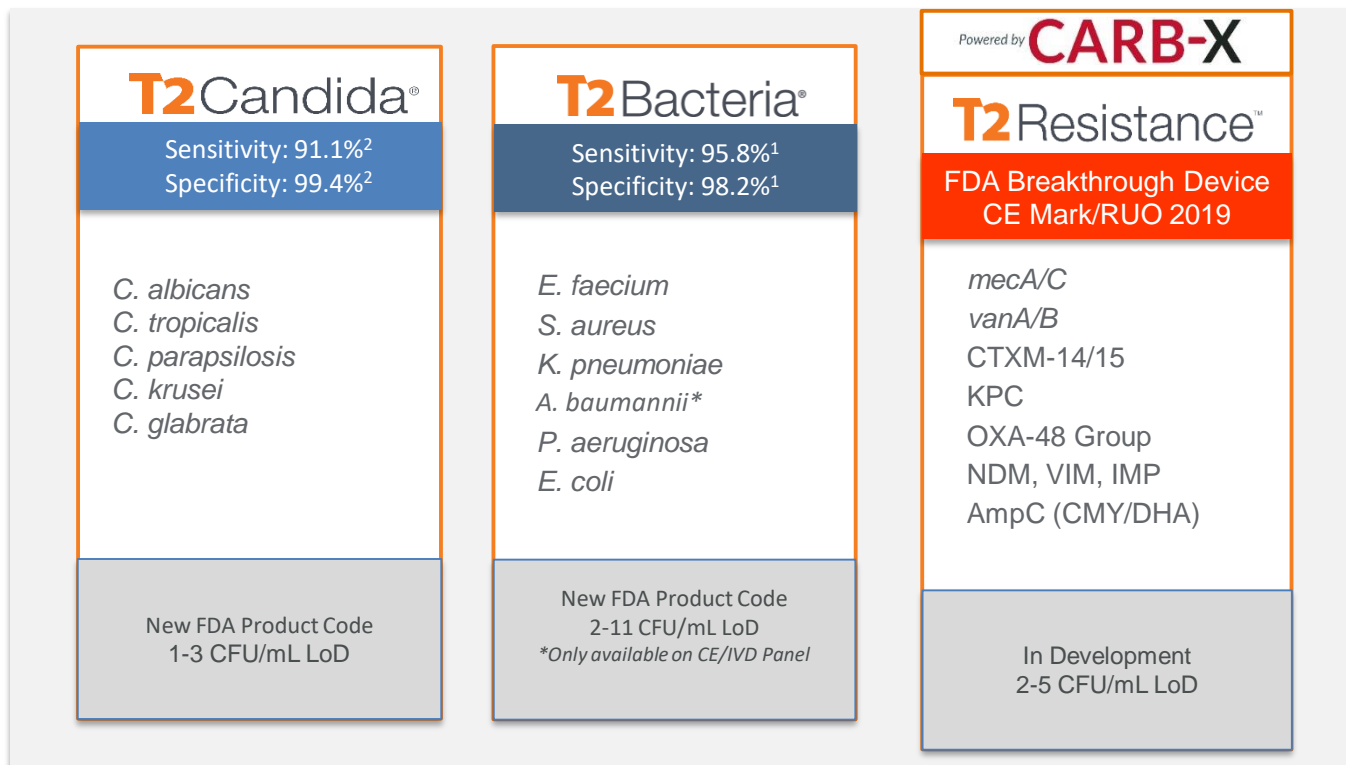 T2Candida®
Sensitivity: 91.1%2
Specificity: 99.4%2
C. albicans
C. tropicalis
C. parapsilosis
C. krusei
C. glabrata
New FDA Product Code
1-3 CFU/mL LoD
T2Bacteria®
Sensitivity: 95.8%1
Specificity: 98.2%1
E. faecium
S. aureus
K. pneumoniae
A. baumannii*
P. aeruginosa
E. coli
New FDA Product Code
2-11 CFU/mL LoD
*Only available on CE/IVD Panel
Powered by CARB-X
T2Resistance™
FDA Breakthrough Device
CE Mark/RUO 2019
mecA/C
vanA/B
CTXM-14/15
KPC
OXA-48 Group
NDM, VIM, IMP
AmpC (CMY/DHA)
In Development
2-5 CFU/mL LoD